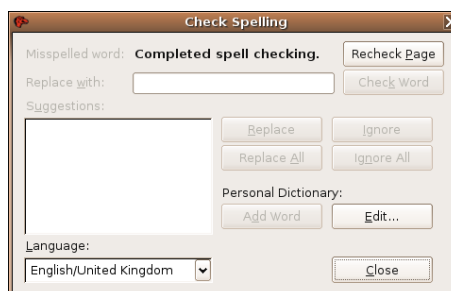 Check Spelling
Misspelled word: Completed spell checking. Recheck Page
Replace with: Check Word
Suggestions:
Replace Ignore
Replace All Ignore All
Personal Dictionary:
Add Word Edit...
Language:
English/United Kingdom Close